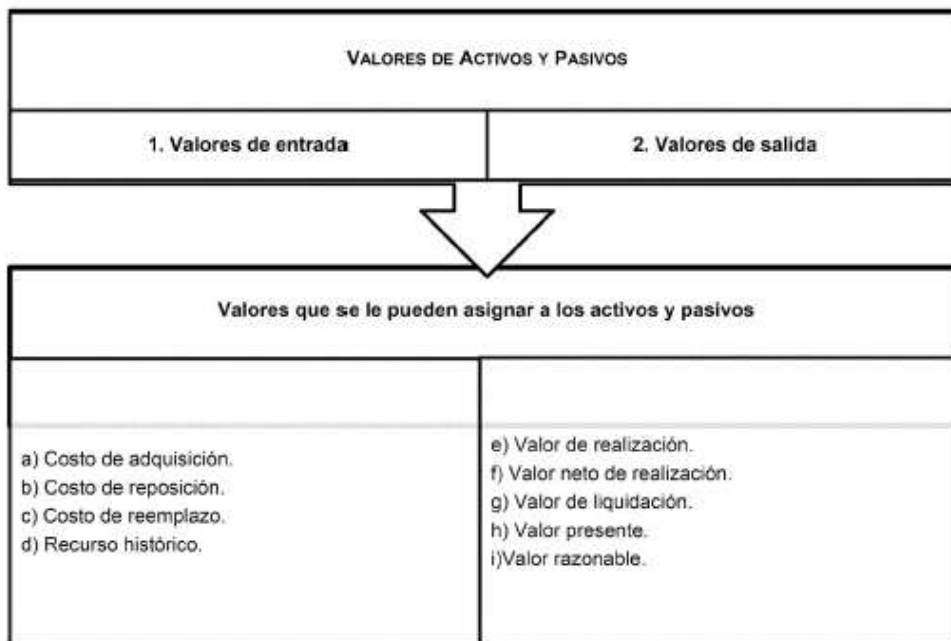 VALORES DE ACTIVOS Y PASIVOS
1. Valores de entrada
2. Valores de salida
Valores que se le pueden asignar a los activos y pasivos
a) Costo de adquisición.
b) Costo de reposición.
c) Costo de reemplazo.
d) Recurso histórico.
e) Valor de realización.
f) Valor neto de realización.
g) Valor de liquidación.
h) Valor presente.
i)Valor razonable.